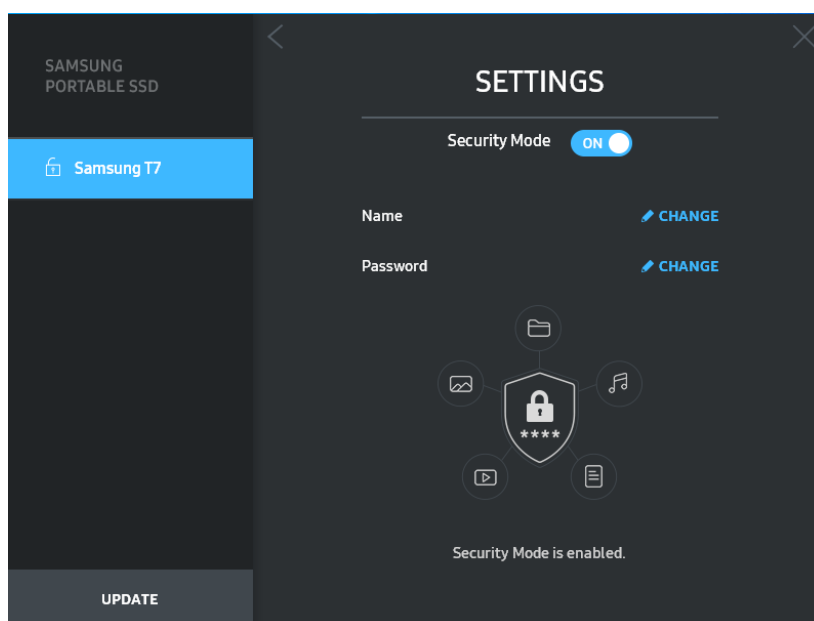 SAMSUNG
PORTABLE SSD
Samsung T7
UPDATE
SETTINGS
Security Mode ON
Name CHANGE
Password CHANGE
****
Security Mode is enabled.